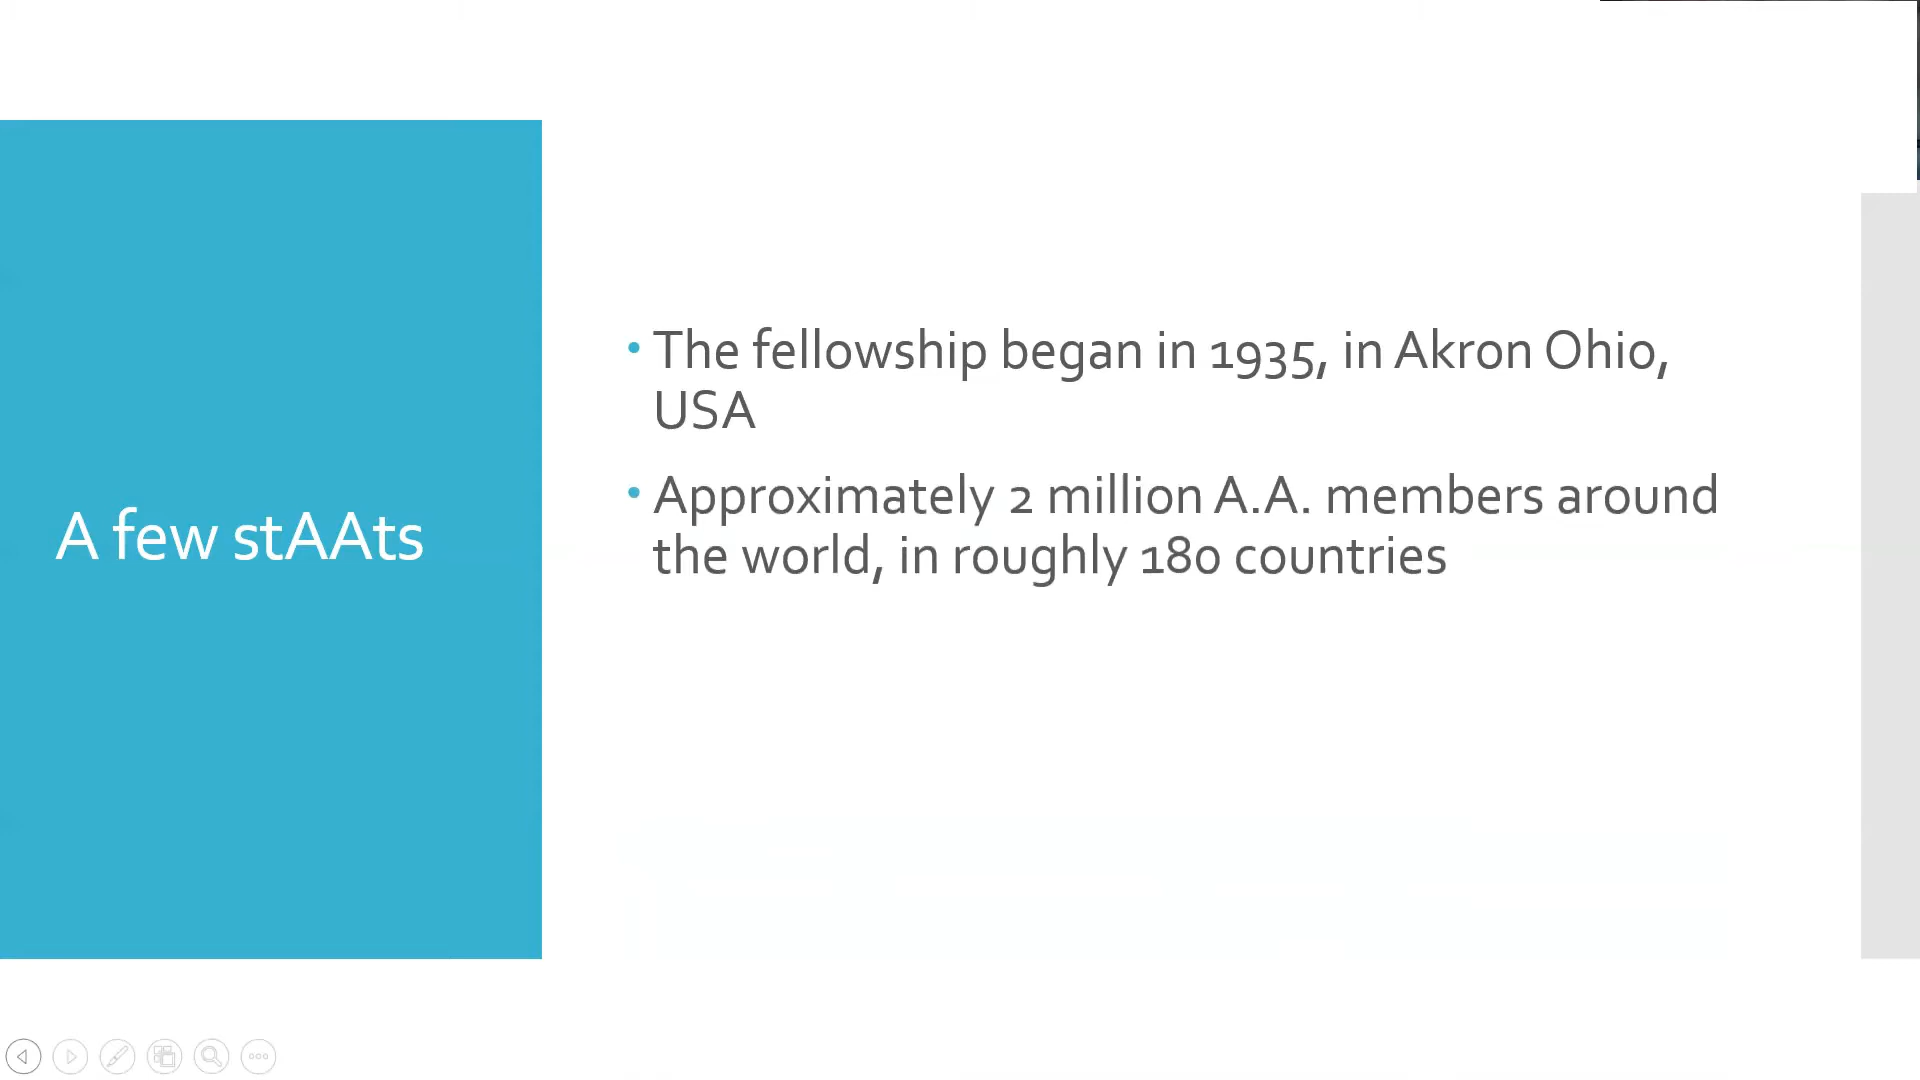 A few stAAts
• The fellowship began in 1935, in Akron Ohio,
USA
• Approximately 2 million A.A. members around
the world, in roughly 180 countries